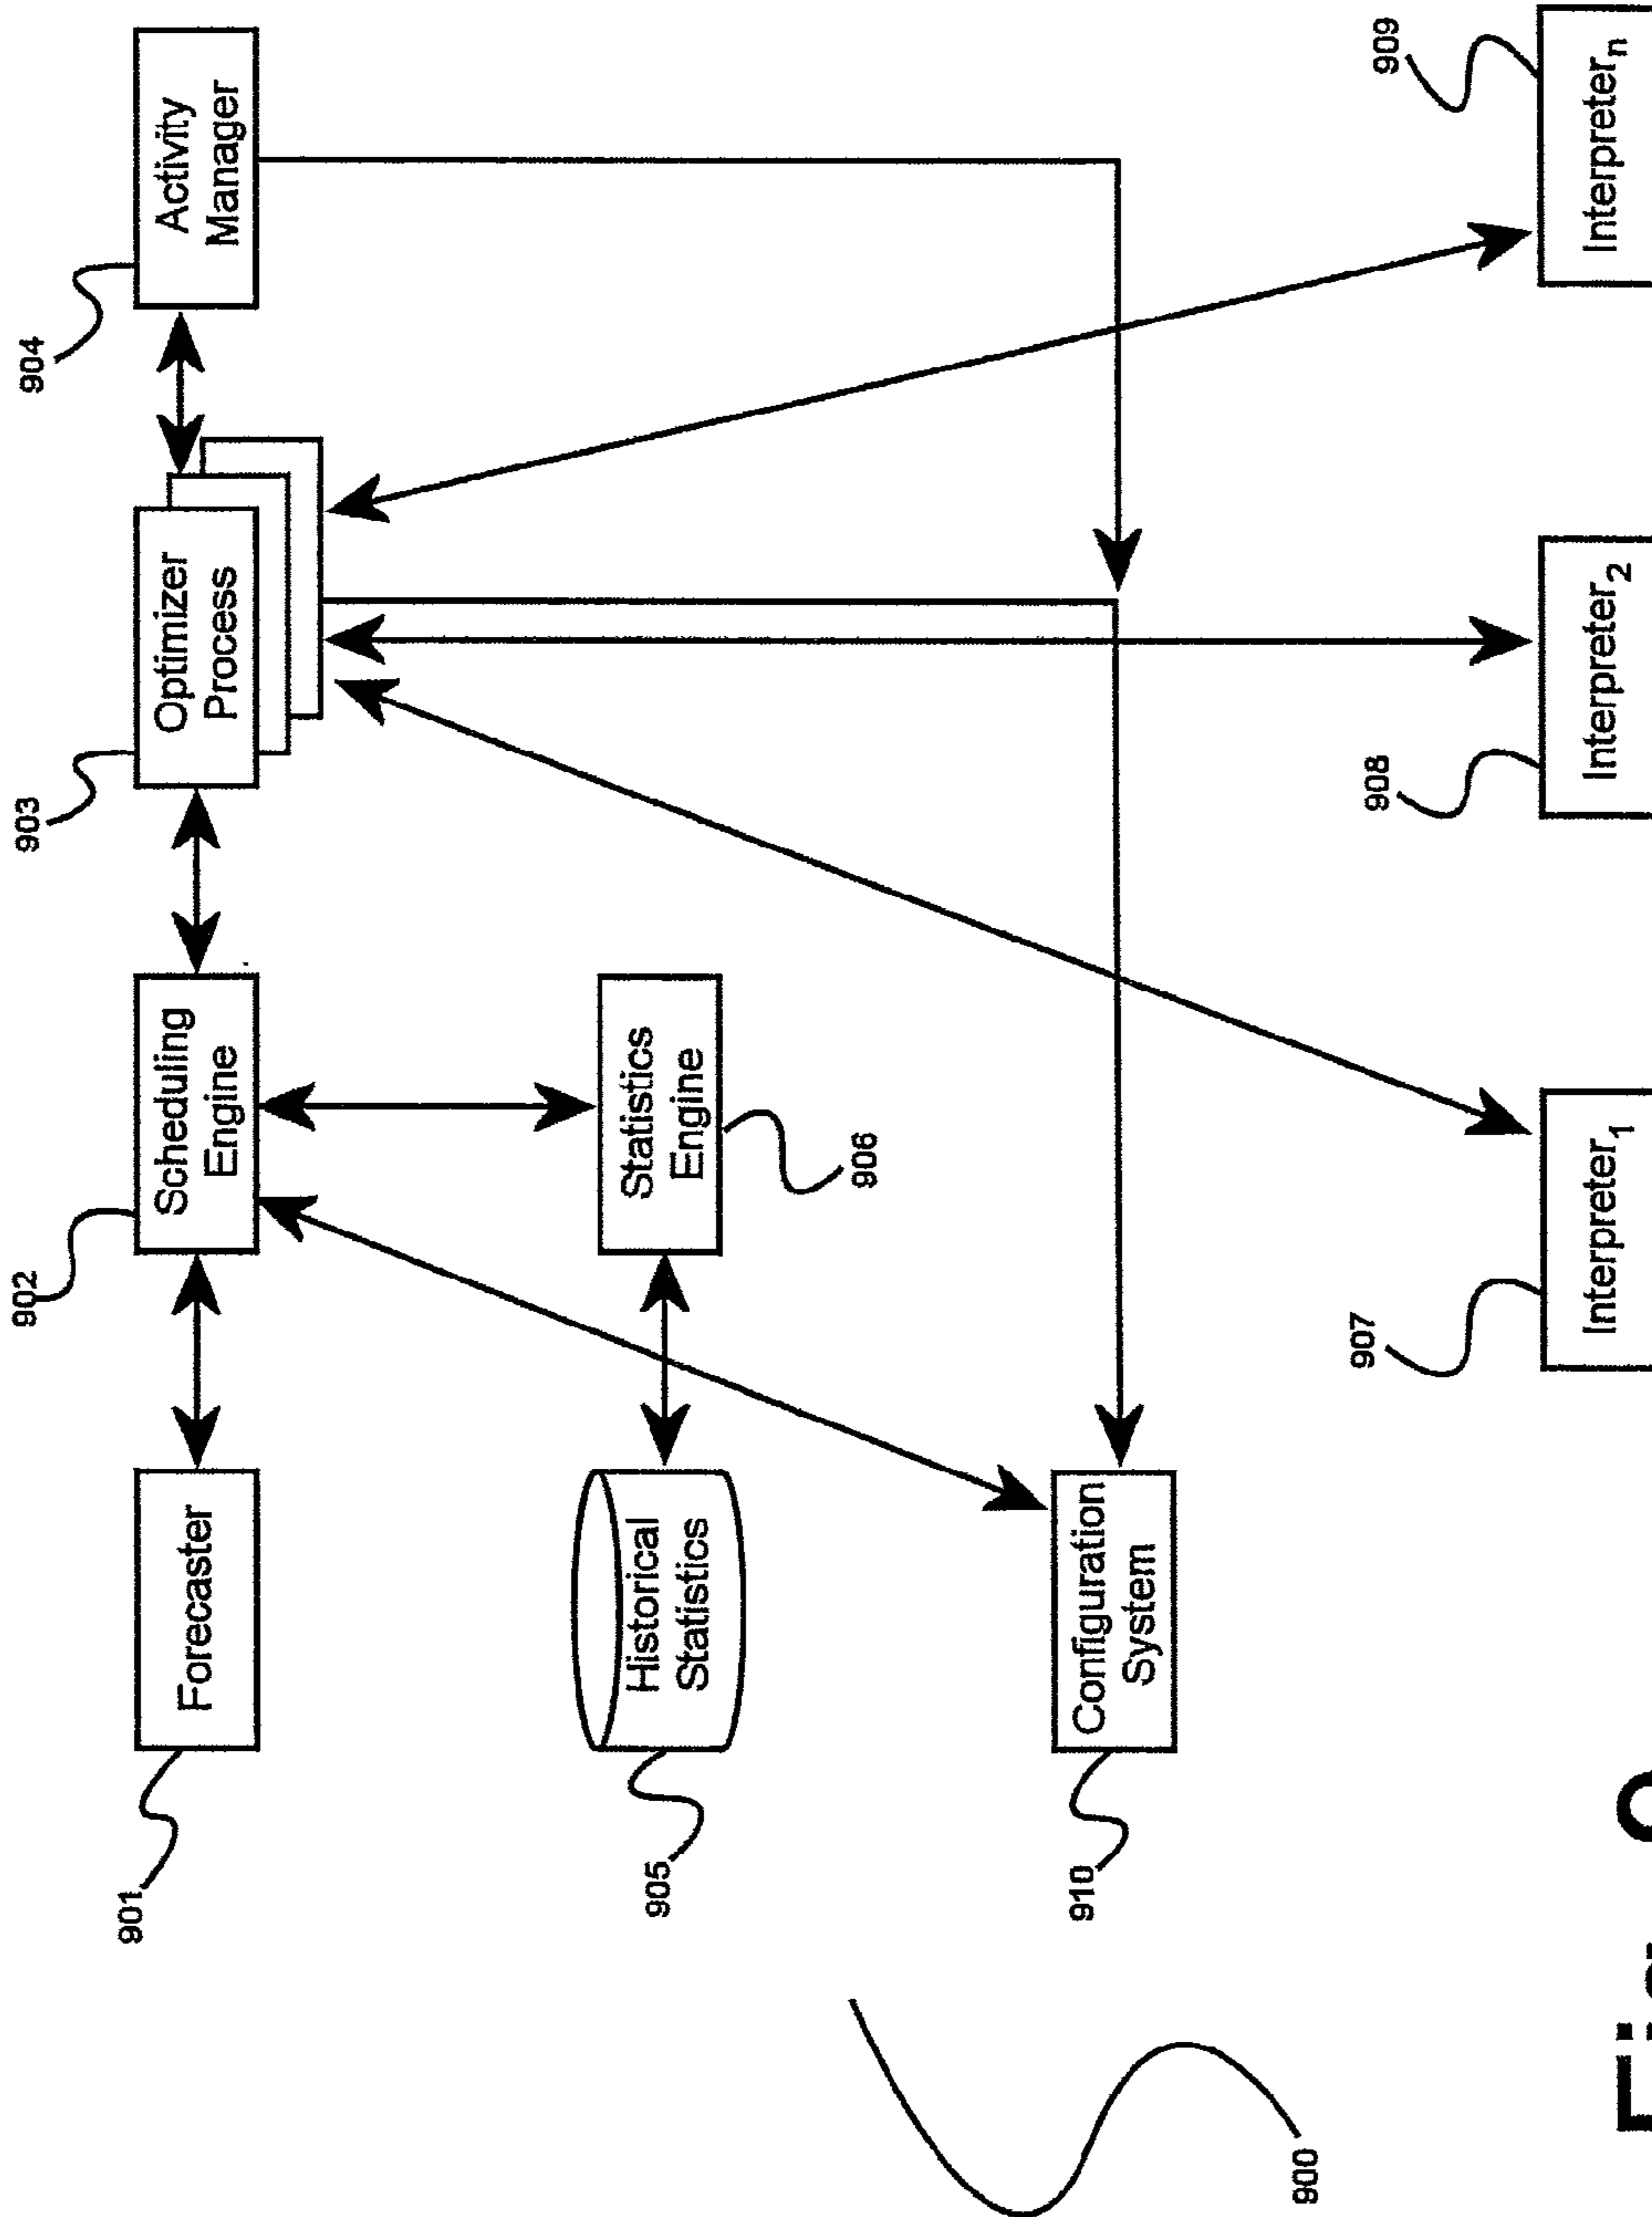 902
903
904
901
Forecaster
Scheduling
Engine
Optimizer
Process
Activity
Manager
905
Historical
Statistics
Statistics
Engine
906
910
Configuration
System
900
907
908
909
Interpreter1
Interpreter2
Interpretern